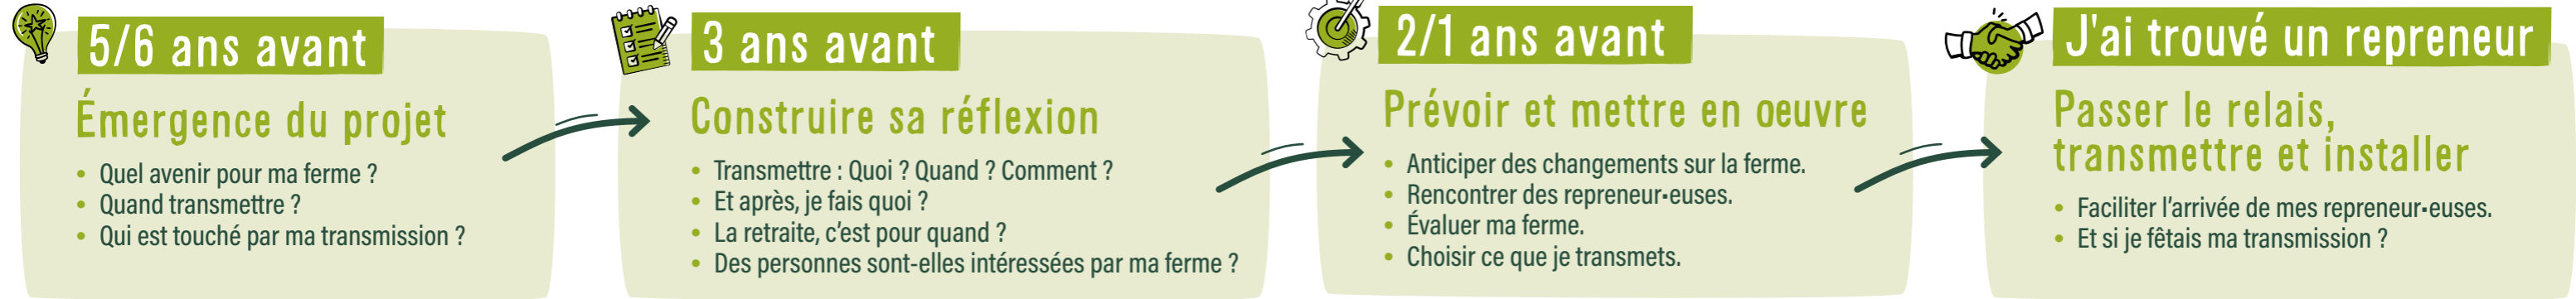 5/6 ans avant
Émergence du projet
• Quel avenir pour ma ferme ?
• Quand transmettre ?
• Qui est touché par ma transmission ?
3 ans avant
Construire sa réflexion
• Transmettre : Quoi ? Quand ? Comment ?
• Et après, je fais quoi ?
• La retraite, c’est pour quand ?
• Des personnes sont-elles intéressées par ma ferme ?
2/1 ans avant
Prévoir et mettre en oeuvre
• Anticiper des changements sur la ferme.
• Rencontrer des repreneur·euses.
• Évaluer ma ferme.
• Choisir ce que je transmets.
J'ai trouvé un repreneur
Passer le relais,
transmettre et installer
• Faciliter l’arrivée de mes repreneur·euses.
• Et si je fêtais ma transmission ?